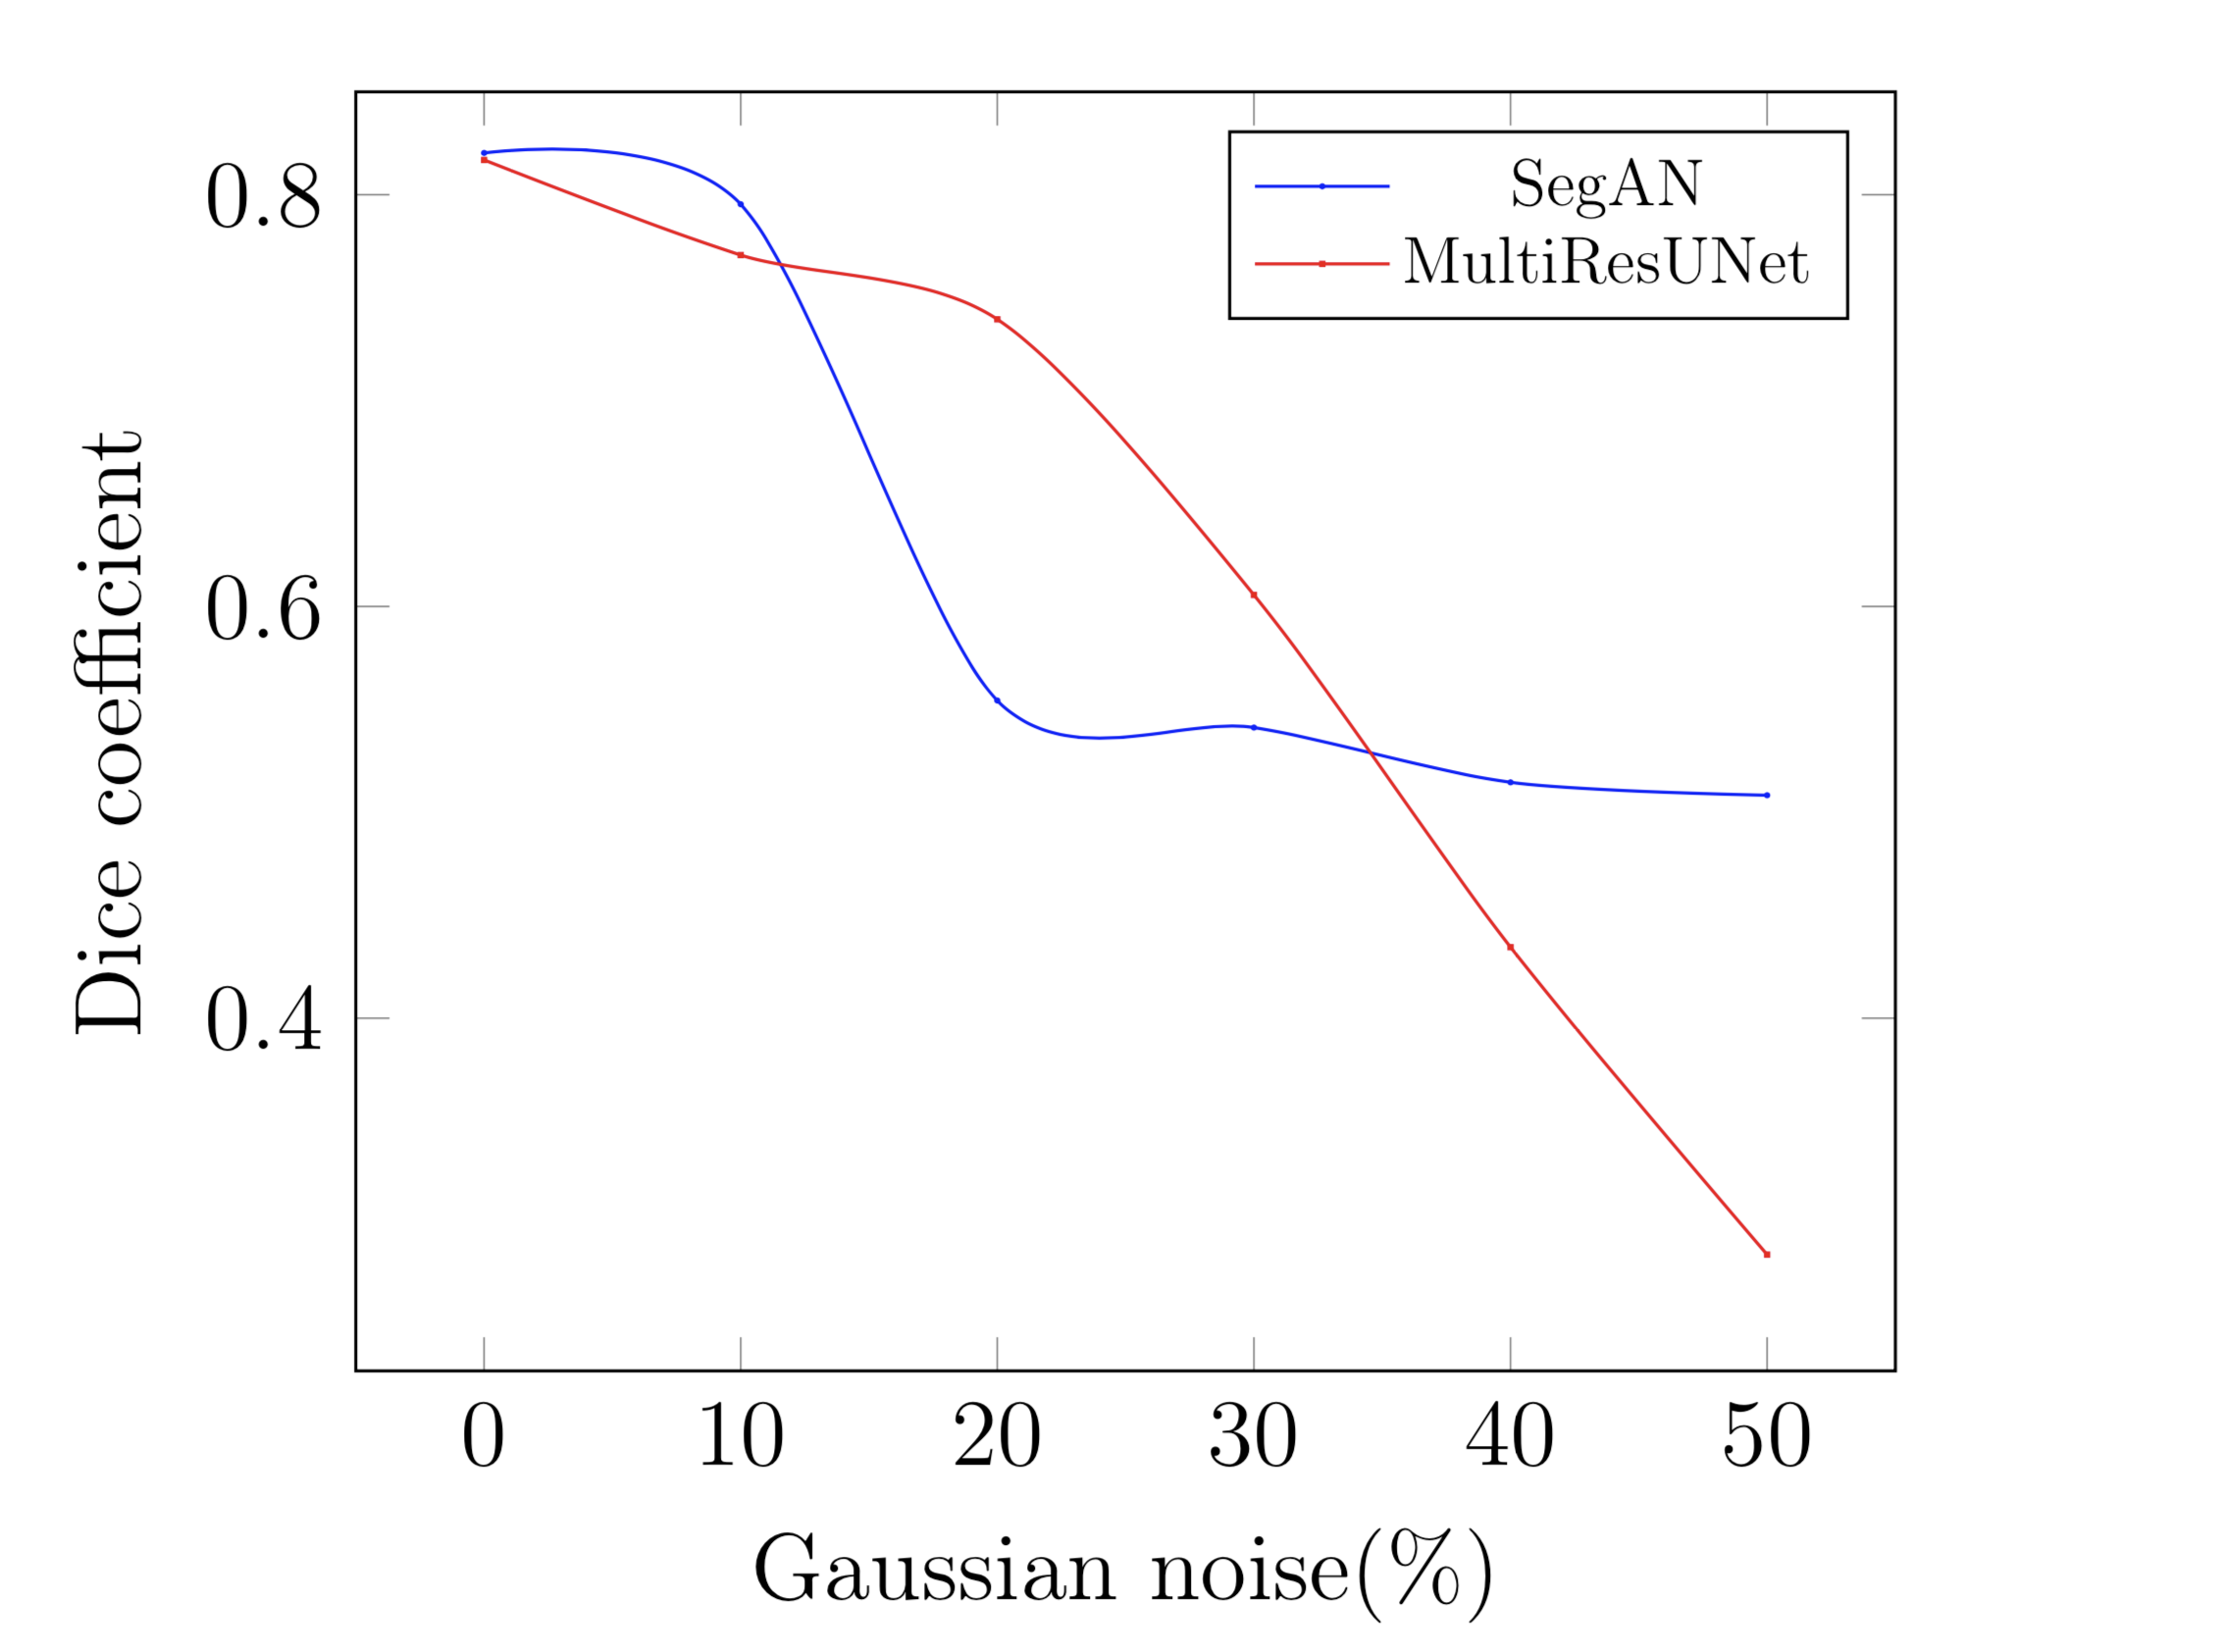 SegAN
MultiResUNet
0.8
0.6
0.4
Dice coefficient
0 10 20 30 40 50
Gaussian noise(%)